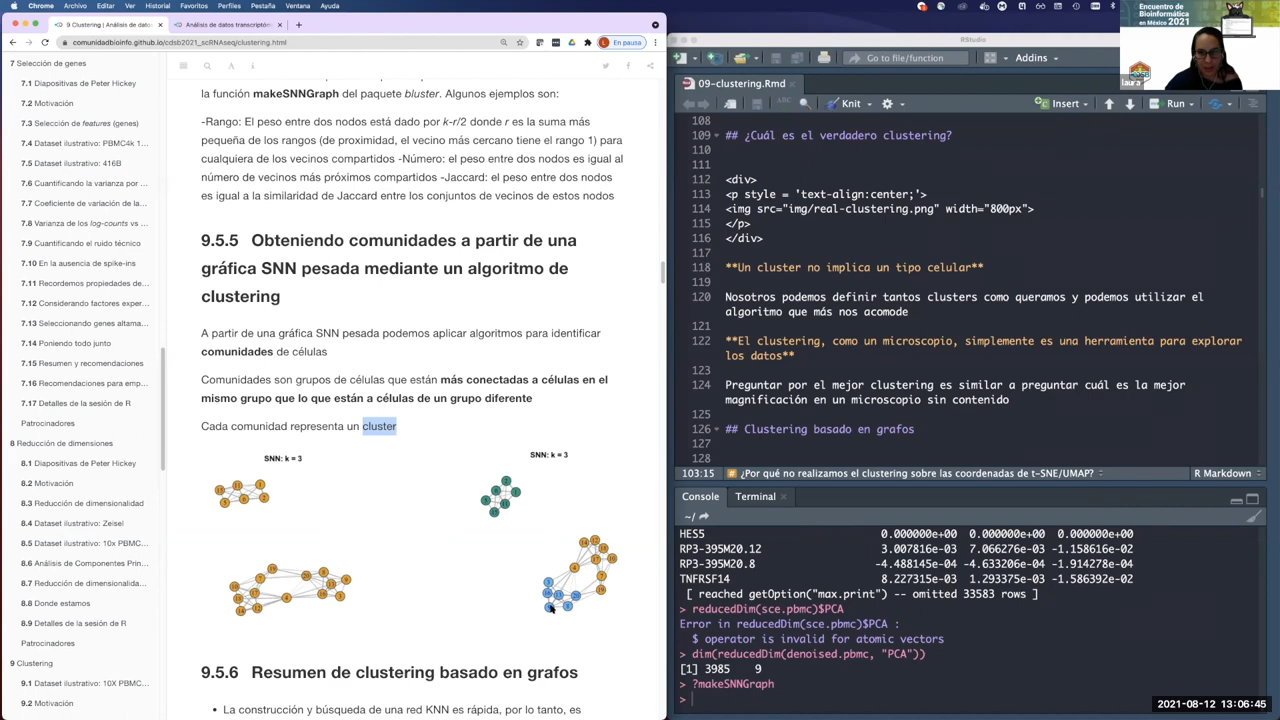 Chrome Archivo Editar Ver Historial Favoritos Perfiles Pestaña Ventana Ayuda
9 Clustering | Análisis de datos
Análisis de datos transcriptó
comunidadbioinfo.github.io/cdsb2021_scRNAseq/clustering.html
En pausa
7 Selección de genes
7.1 Diapositivas de Peter Hickey
7.2 Motivación
7.3 Selección de features (genes)
7.4 Dataset ilustrativo: PBMC4k 1...
7.5 Dataset ilustrativo: 416B
7.6 Cuantificando la varianza por ...
7.7 Coeficiente de variación de la...
7.8 Varianza de los log-counts vs ...
7.9 Cuantificando el ruido técnico
7.10 En la ausencia de spike-ins
7.11 Recordemos propiedades de...
7.12 Considerando factores exper...
7.13 Seleccionando genes altama...
7.14 Poniendo todo junto
7.15 Resumen y recomendaciones
7.16 Recomendaciones para emp...
7.17 Detalles de la sesión de R
Patrocinadores
8 Reducción de dimensiones
8.1 Diapositivas de Peter Hickey
8.2 Motivación
8.3 Reducción de dimensionalidad
8.4 Dataset ilustrativo: Zeisel
8.5 Dataset ilustrativo: 10x PBMC...
8.6 Análisis de Componentes Prin...
8.7 Reducción de dimensionalida...
8.8 Donde estamos
8.9 Detalles de la sesión de R
Patrocinadores
9 Clustering
9.1 Dataset ilustrativo: 10X PBMC...
9.2 Motivación
la función makeSNNGraph del paquete bluster. Algunos ejemplos son:
-Rango: El peso entre dos nodos está dado por k-r/2 donde r es la suma más
pequeña de los rangos (de proximidad, el vecino más cercano tiene el rango 1) para
cualquiera de los vecinos compartidos -Número: el peso entre dos nodos es igual al
número de vecinos más próximos compartidos -Jaccard: el peso entre dos nodos
es igual a la similaridad de Jaccard entre los conjuntos de vecinos de estos nodos
9.5.5 Obteniendo comunidades a partir de una
gráfica SNN pesada mediante un algoritmo de
clustering
A partir de una gráfica SNN pesada podemos aplicar algoritmos para identificar
comunidades de células
Comunidades son grupos de células que están más conectadas a células en el
mismo grupo que lo que están a células de un grupo diferente
Cada comunidad representa un cluster
SNN: k = 3
SNN: k = 3
9.5.6 Resumen de clustering basado en grafos
• La construcción y búsqueda de una red KNN es rápida, por lo tanto, es
RStudio
Go to file/function
Addins
09-clustering.Rmd
Knit
Insert
Run
108
109 ## ¿Cuál es el verdadero clustering?
110
111
112 <div>
113 <p style = 'text-align:center;'>
114 <img src="img/real-clustering.png" width="800px">
115 </p>
116 </div>
117
118 **Un cluster no implica un tipo celular**
119
120 Nosotros podemos definir tantos clusters como queramos y podemos utilizar el
algoritmo que más nos acomode
121
122 **El clustering, como un microscopio, simplemente es una herramienta para explorar
los datos**
123
124 Preguntar por el mejor clustering es similar a preguntar cuál es la mejor
magnificación en un microscopio sin contenido
125
126 ## Clustering basado en grafos
127
128
103:15 # ¿Por qué no realizamos el clustering sobre las coordenadas de t-SNE/UMAP?
R Markdown
Console Terminal
~/
HES5 0.000000e+00 0.000000e+00 0.000000e+00
RP3-395M20.12 3.007816e-03 7.066276e-03 -1.158616e-02
RP3-395M20.8 -4.488145e-04 -4.653160e-04 -1.645632e-02
TNFRSF14 8.227313e-03 1.293357e-02 -1.586392e-02
[ reached getOption("max.print") -- omitted 33538 rows ]
> reducedDim(sce.pbmc)$PCA
Error in reducedDim(sce.pbmc)$PCA :
$ operator is invalid for atomic vectors
> dim(reducedDim(denoised.pbmc, "PCA"))
[1] 3985 9
> ?makeSNNGraph
>
Encuentro de
Bioinformática
en México 2021
2021-08-12 13:06:45